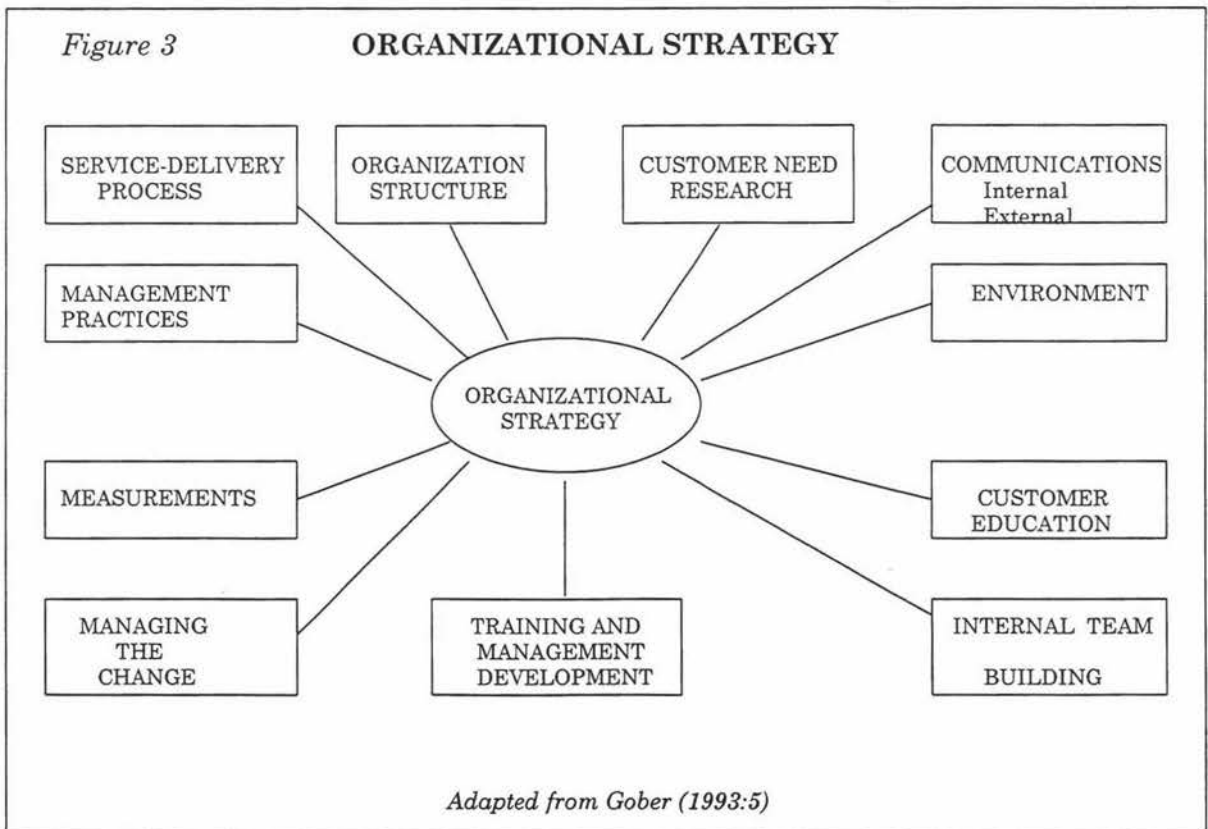 Figure 3
ORGANIZATIONAL STRATEGY
SERVICE-DELIVERY
PROCESS
ORGANIZATION
STRUCTURE
CUSTOMER NEED
RESEARCH
COMMUNICATIONS
Internal
External
MANAGEMENT
PRACTICES
ENVIRONMENT
ORGANIZATIONAL
STRATEGY
MEASUREMENTS
CUSTOMER
EDUCATION
MANAGING
THE
CHANGE
TRAINING AND
MANAGEMENT
DEVELOPMENT
INTERNAL TEAM
BUILDING
Adapted from Gober (1993:5)